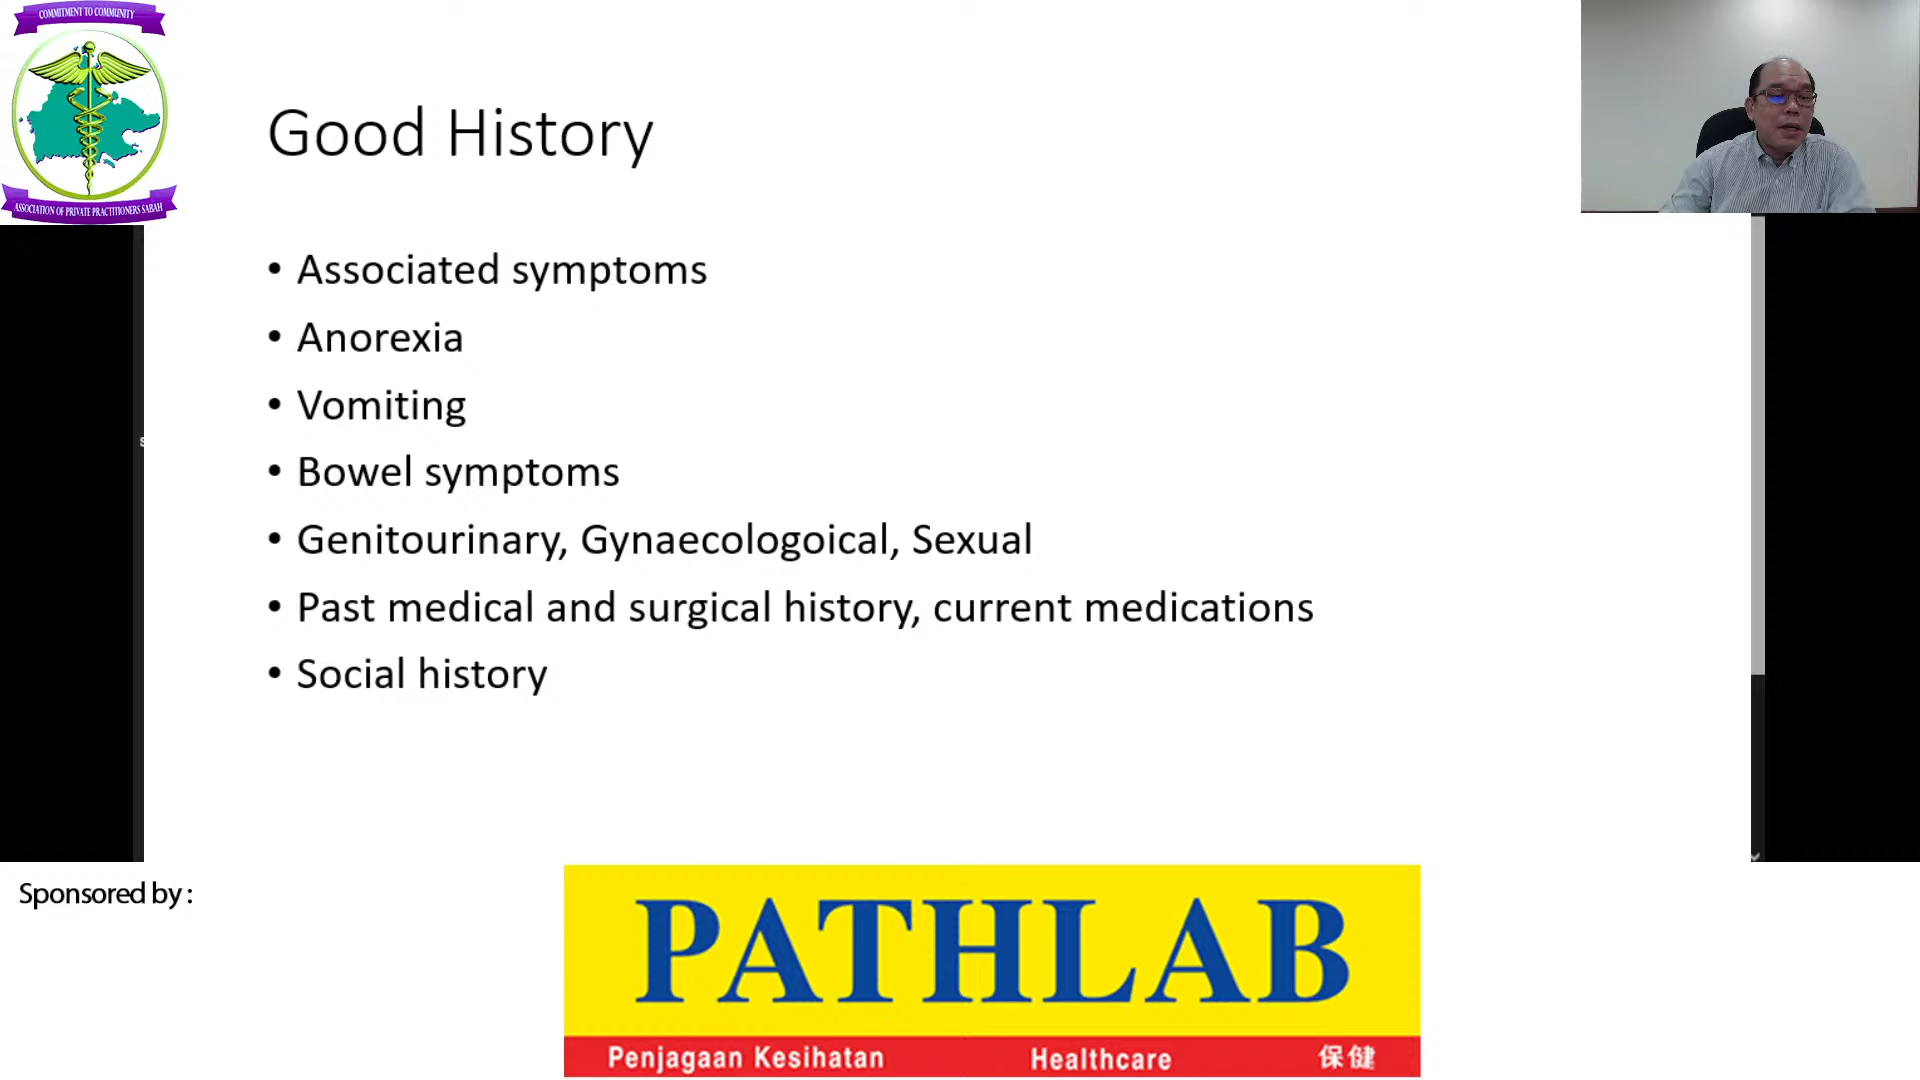 COMMITMENT TO COMMUNITY
ASSOCIATION OF PRIVATE PRACTITIONERS SABAH
Good History
• Associated symptoms
• Anorexia
• Vomiting
• Bowel symptoms
• Genitourinary, Gynaecologoical, Sexual
• Past medical and surgical history, current medications
• Social history
Sponsored by :
PATHLAB
Penjagaan Kesihatan Healthcare 保健